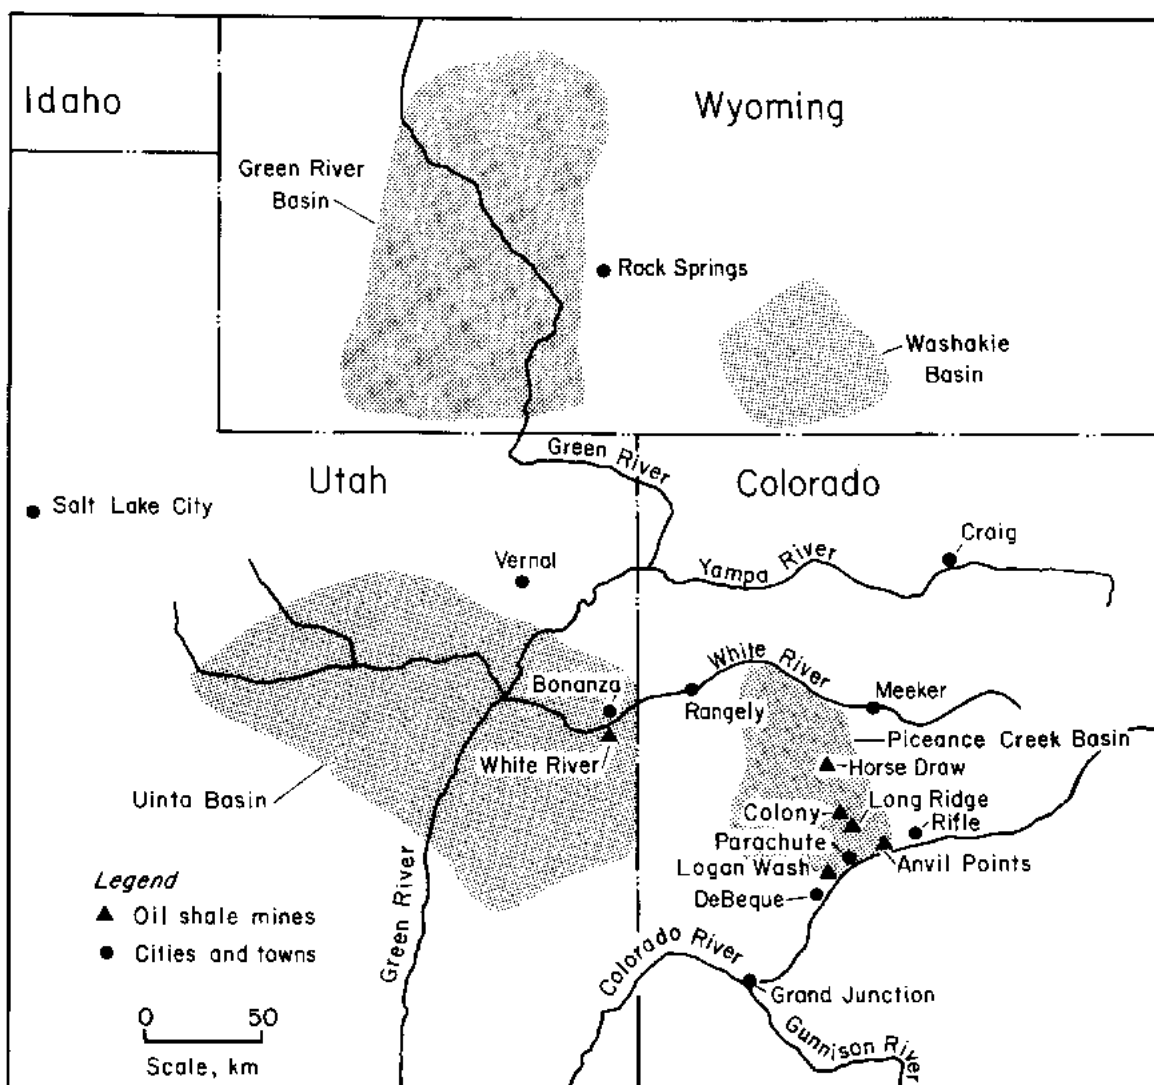 Idaho
Wyoming
Green River
Basin
Rock Springs
Washakie
Basin
Green River
Utah
Colorado
Salt Lake City
Craig
Vernal
Yampa River
White River
Bonanza
Rangely
Meeker
Piceance Creek Basin
White River
Horse Draw
Uinta Basin
Colony
Long Ridge
Rifle
Parachute
Logan Wash
Anvil Points
DeBeque
Legend
Oil shale mines
Cities and towns
Green River
Colorado River
Grand Junction
Gunnison River
0 50
Scale, km